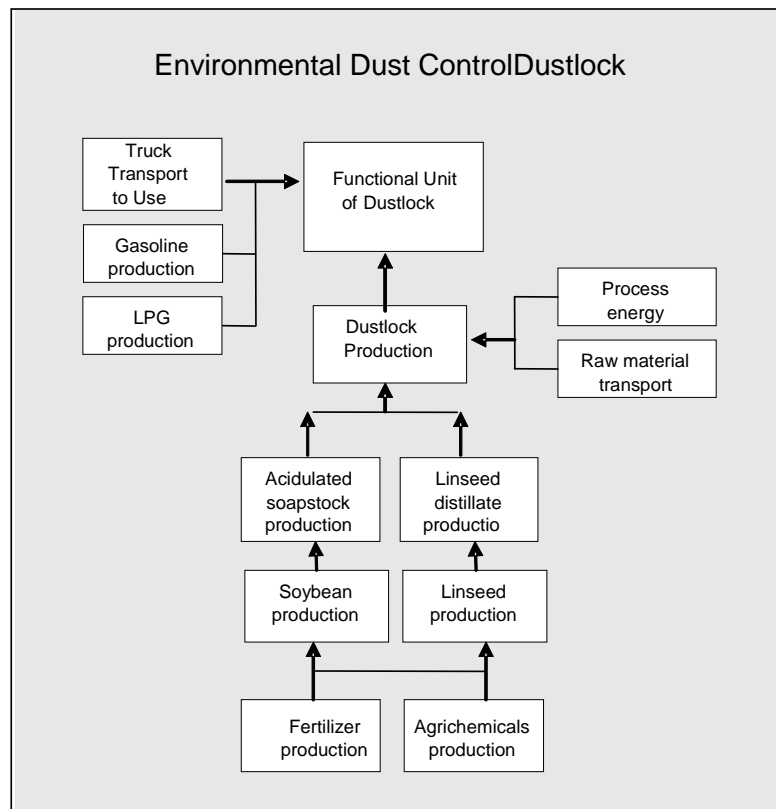 Environmental Dust ControlDustlock
Truck
Transport
to Use
Functional Unit
of Dustlock
Gasoline
production
LPG
production
Process
energy
Dustlock
Production
Raw material
transport
Acidulated
soapstock
production
Linseed
distillate
productio
Soybean
production
Linseed
production
Fertilizer
production
Agrichemicals
production